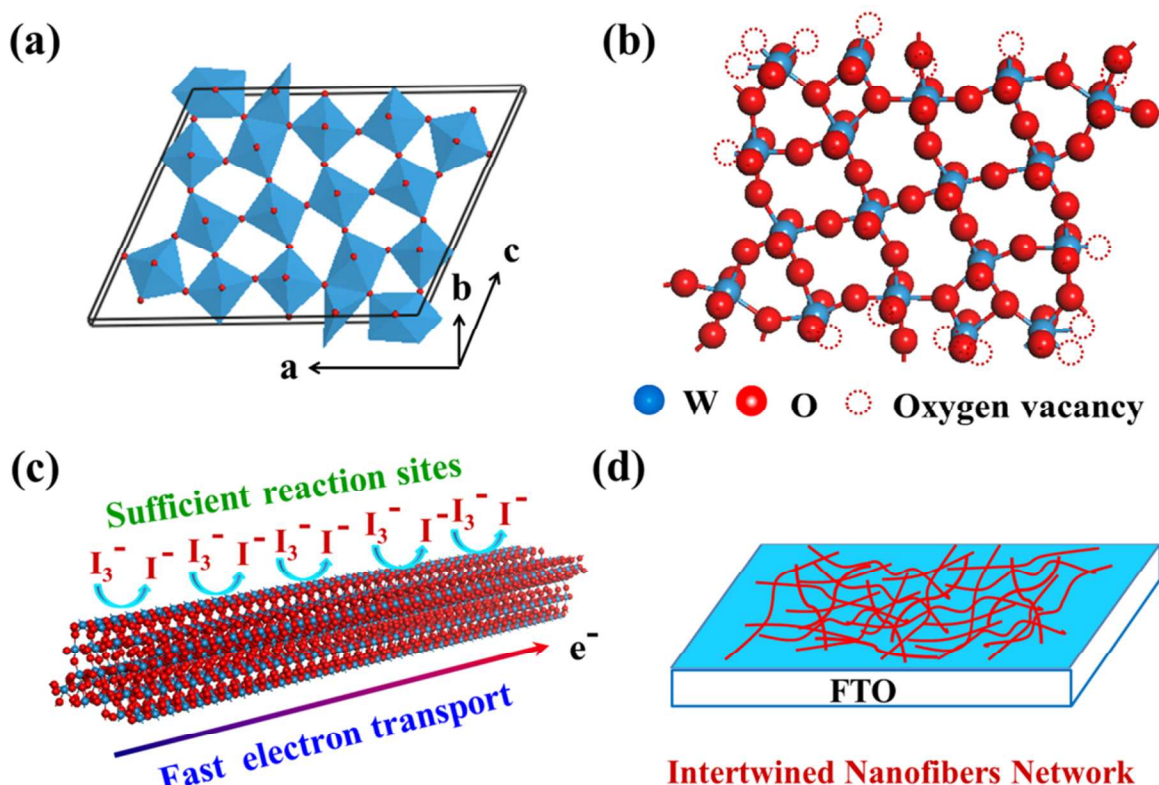 (a)
a
b
c
(b)
W O Oxygen vacancy
(c)
Sufficient reaction sites
I₃⁻ I⁻ I₃⁻ I⁻ I₃⁻ I⁻ I₃⁻ I⁻ I₃⁻ I⁻
e⁻
Fast electron transport
(d)
FTO
Intertwined Nanofibers Network